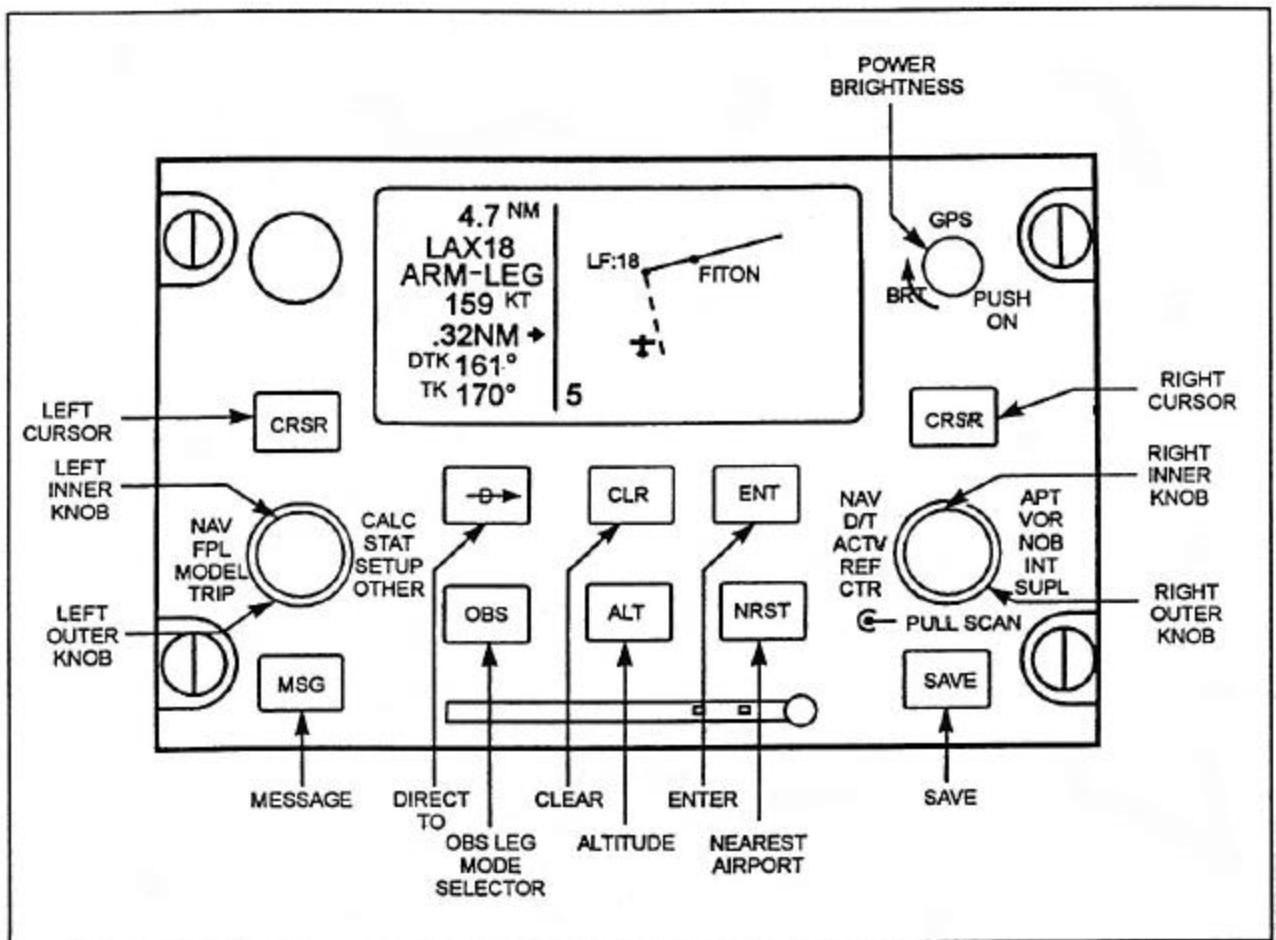 POWER
BRIGHTNESS
4.7 NM
LAX18
ARM-LEG
159 KT
.32NM →
DTK 161.°
TK 170°
LF:18
FITON
5
GPS
BRT
PUSH
ON
LEFT
CURSOR
CRSR
CRSR
RIGHT
CURSOR
LEFT
INNER
KNOB
NAV
FPL
MODEL
TRIP
CALC
STAT
SETUP
OTHER
D
CLR
ENT
NAV
D/T
ACTV
REF
CTR
APT
VOR
NOB
INT
SUPL
RIGHT
INNER
KNOB
LEFT
OUTER
KNOB
OBS
ALT
NRST
PULL SCAN
RIGHT
OUTER
KNOB
MSG
SAVE
MESSAGE
DIRECT
TO
CLEAR
ENTER
SAVE
OBS LEG
MODE
SELECTOR
ALTITUDE
NEAREST
AIRPORT